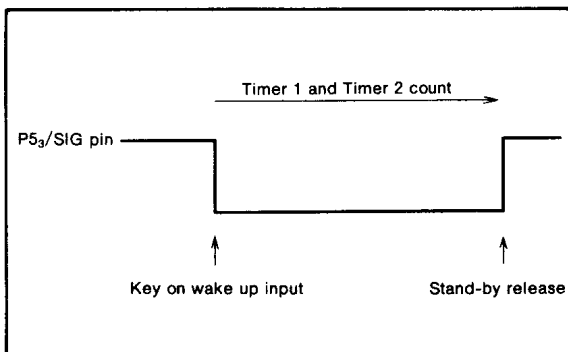 Timer 1 and Timer 2 count
P5₃/SIG pin
Key on wake up input
Stand-by release